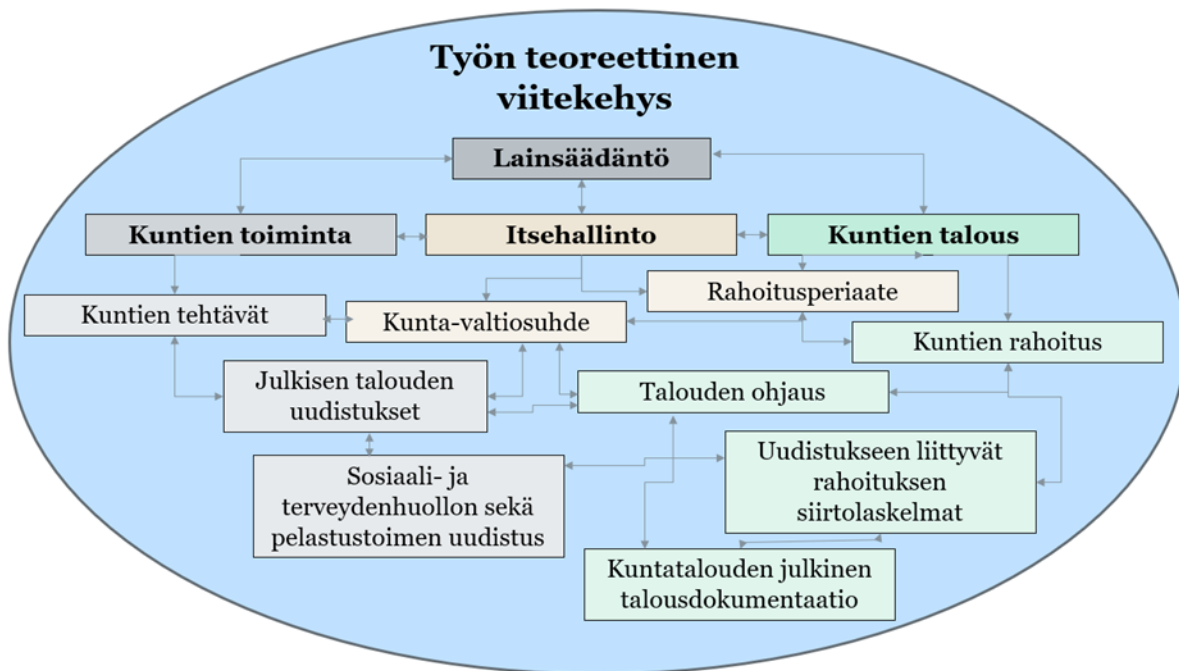 Työn teoreettinen
viitekehys
Lainsäädäntö
Kuntien toiminta
Itsehallinto
Kuntien talous
Rahoitusperiaate
Kuntien tehtävät
Kunta-valtiosuhde
Kuntien rahoitus
Julkisen talouden
uudistukset
Talouden ohjaus
Sosiaali- ja
terveydenhuollon sekä
pelastustoimen uudistus
Uudistukseen liittyvät
rahoituksen
siirtolaskelmat
Kuntatalouden julkinen
talousdokumentaatio